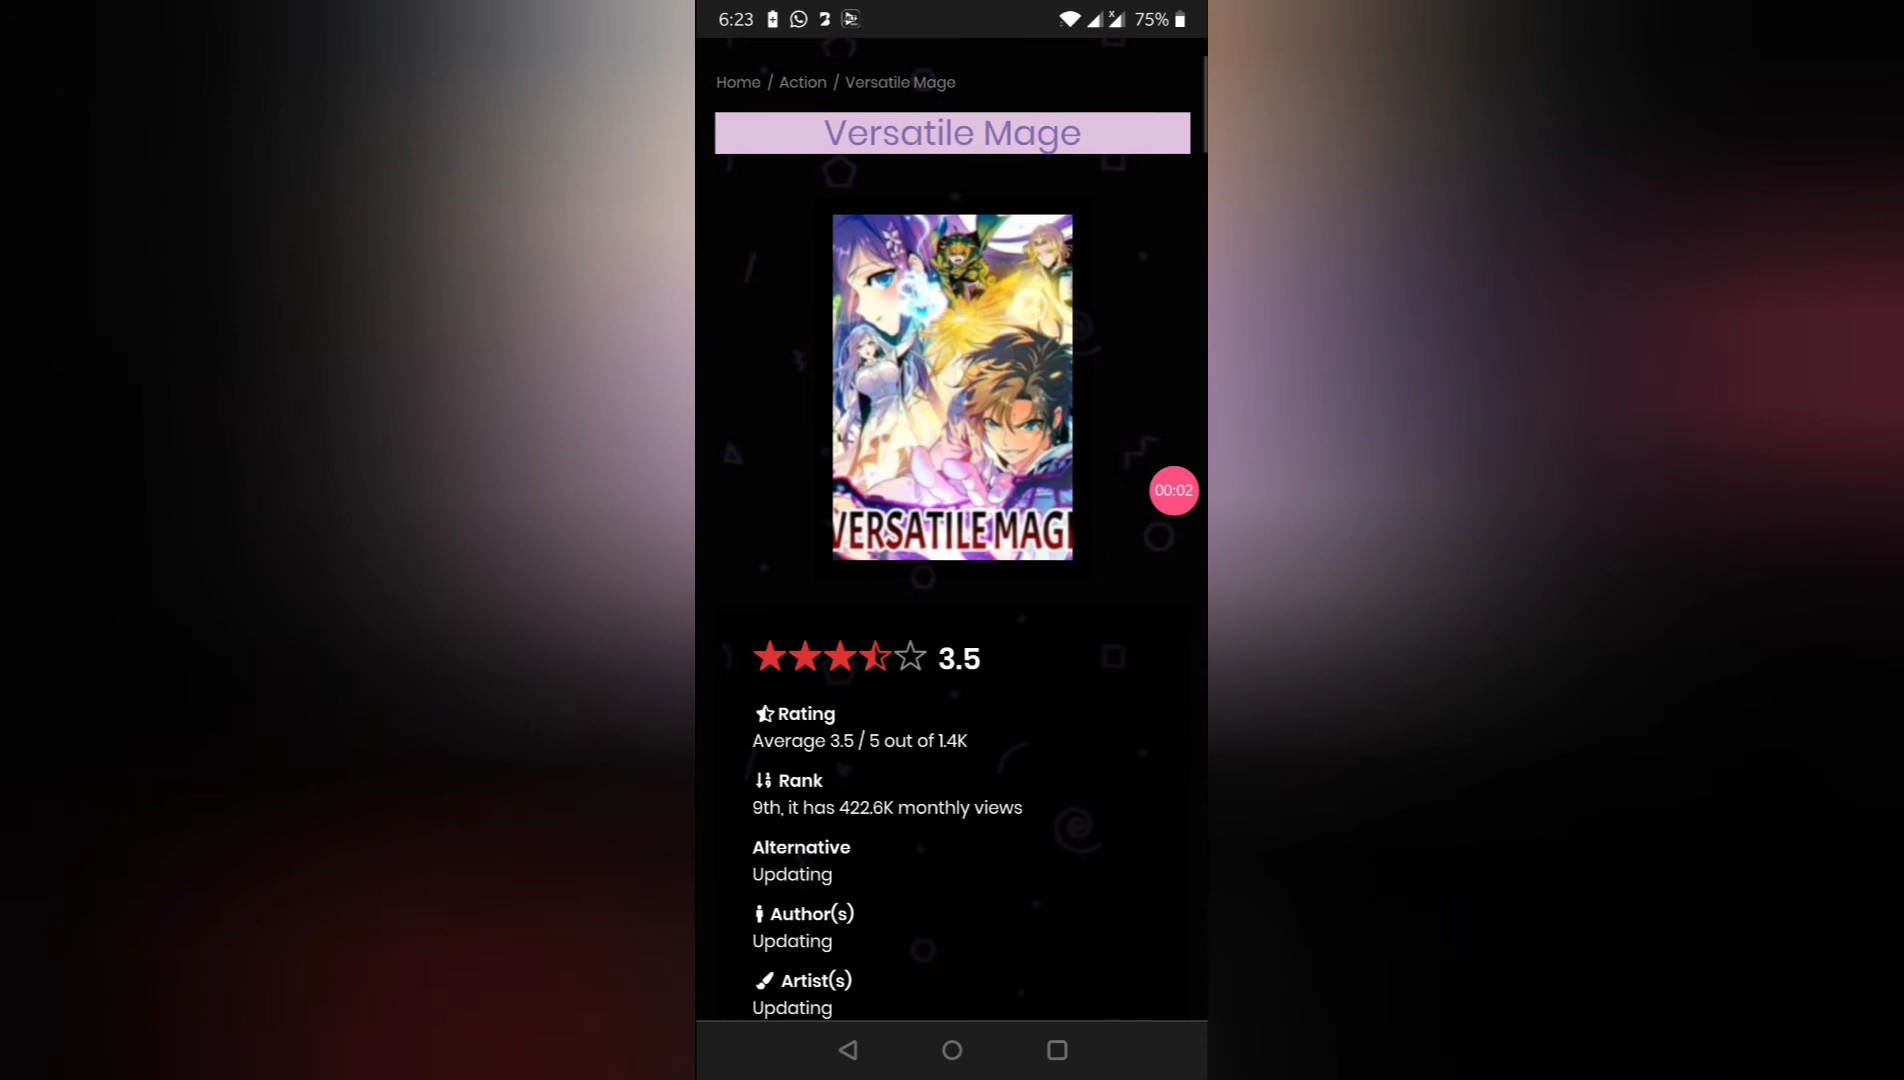 6:23
75%
Home / Action / Versatile Mage
Versatile Mage
VERSATILE MAGE
00:02
3.5
Rating
Average 3.5 / 5 out of 1.4K
Rank
9th, it has 422.6K monthly views
Alternative
Updating
Author(s)
Updating
Artist(s)
Updating